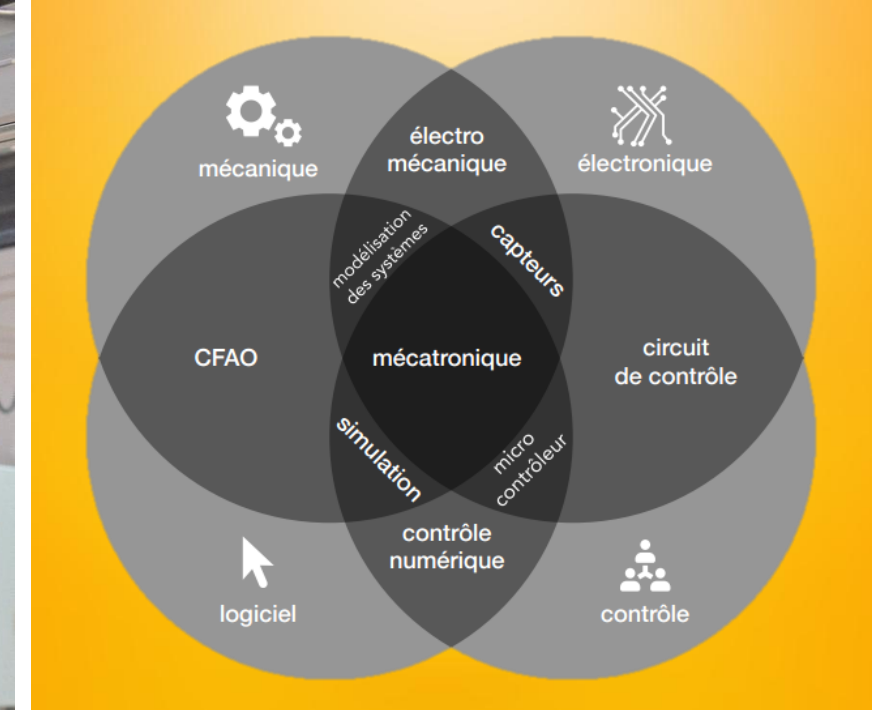 mécanique
électro
mécanique
électronique
modélisation
des systèmes
capteurs
CFAO
mécatronique
circuit
de contrôle
simulation
micro
contrôleur
contrôle
numérique
logiciel
contrôle